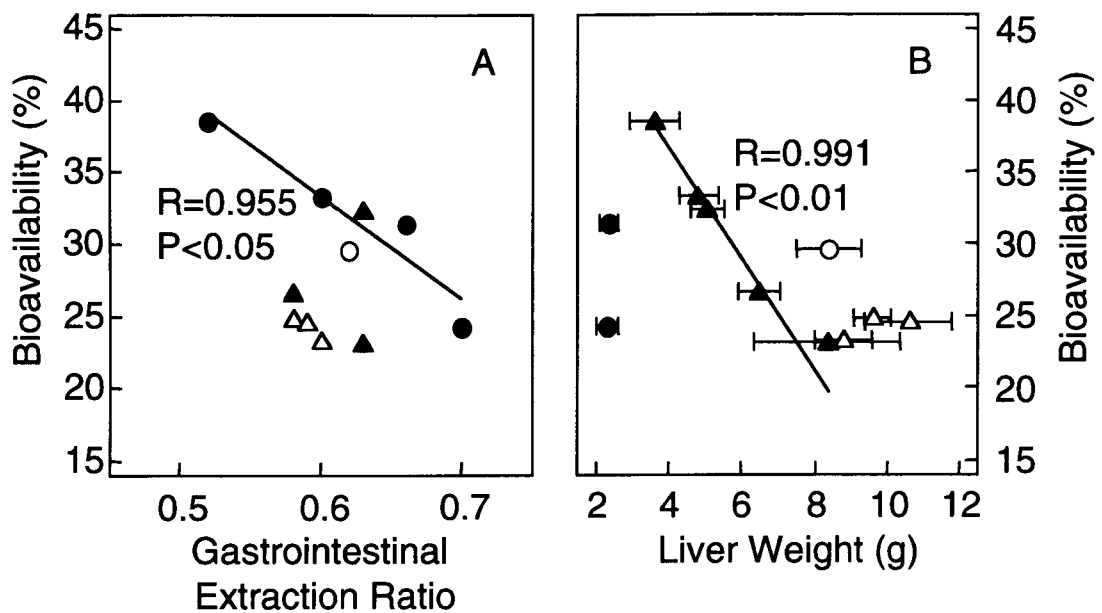 45
40
35
30
25
20
15
Bioavailability (%)
A
R=0.955
P<0.05
0.5 0.6 0.7
Gastrointestinal
Extraction Ratio
B
R=0.991
P<0.01
45
40
35
30
25
20
15
Bioavailability (%)
2 4 6 8 10 12
Liver Weight (g)